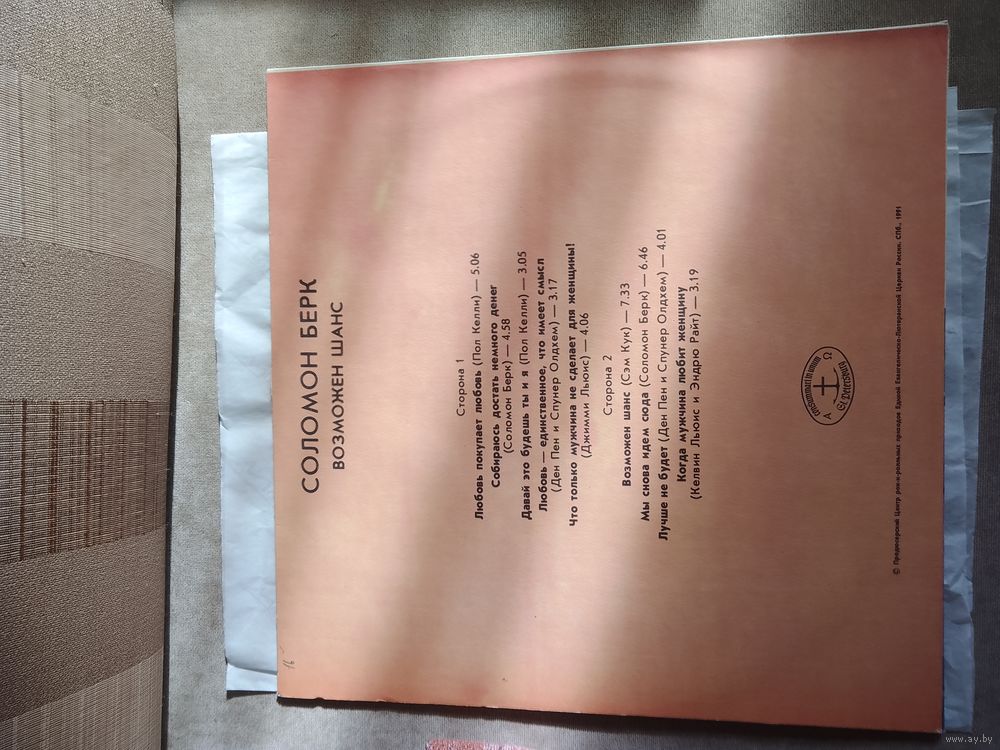 СОЛОМОН БЕРК
ВОЗМОЖЕН ШАНС
Сторона 1
Любовь покупает любовь (Пол Келли) — 5.06
Собираюсь достать немного денег
(Соломон Берк) — 4.58
Давай это будешь ты и я (Пол Келли) — 3.05
Любовь — единственное, что имеет смысл
(Ден Пен и Спунер Олдхем) — 3.17
Что только мужчина не сделает для женщины!
(Джимми Льюис) — 4.06
Сторона 2
Возможен шанс (Сэм Кук) — 7.33
Мы снова идем сюда (Соломон Берк) — 6.46
Лучше не будет (Ден Пен и Спунер Олдхем) — 4.01
Когда мужчина любит женщину
(Келвин Льюис и Эндрю Райт) — 3.19
A Ω
© Продюсерский Центр рок-н-ролльных приходов Единой Евангелическо-Лютеранской Церкви России. СПб., 1991
16
www.ay.by